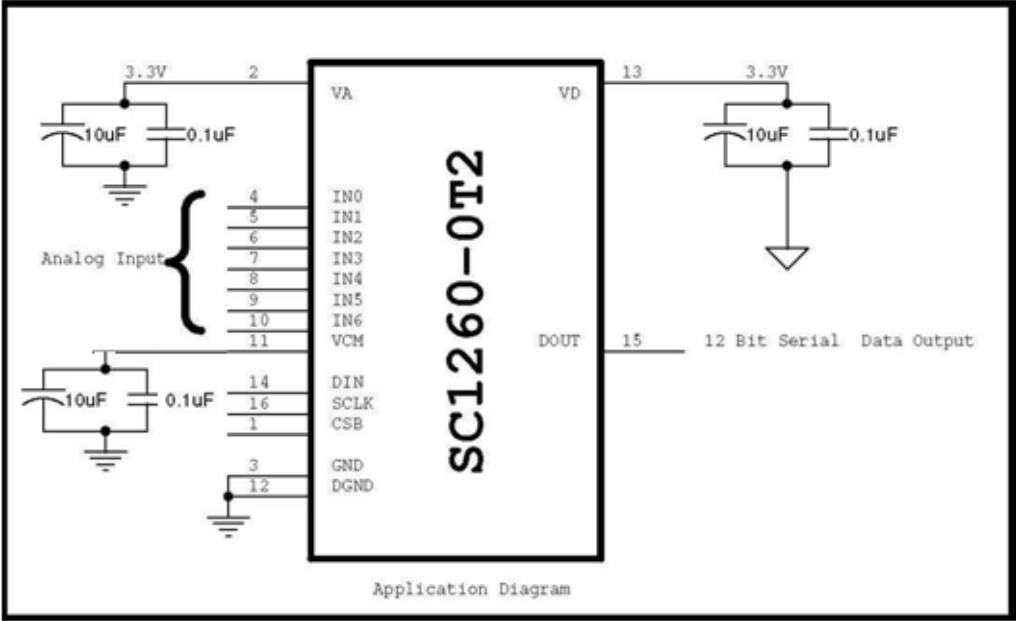 3.3V
2
VA
10uF
0.1uF
13
3.3V
VD
10uF
0.1uF
Analog Input
4
IN0
5
IN1
6
IN2
7
IN3
8
IN4
9
IN5
10
IN6
11
VCM
10uF
0.1uF
14
DIN
16
SCLK
1
CSB
3
GND
12
DGND
SC1260-0T2
DOUT
15
12 Bit Serial Data Output
Application Diagram